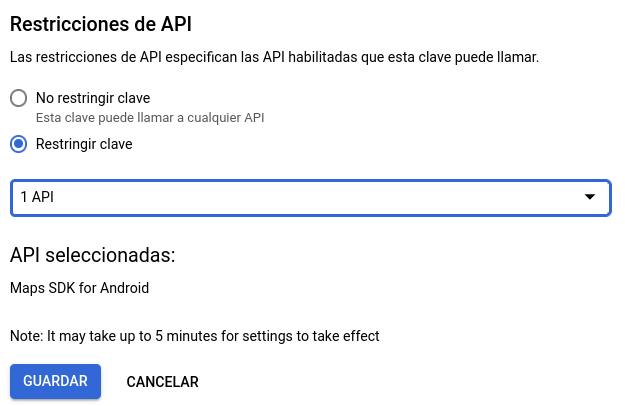 Restricciones de API
Las restricciones de API especifican las API habilitadas que esta clave puede llamar.
No restringir clave
Esta clave puede llamar a cualquier API
Restringir clave
1 API
API seleccionadas:
Maps SDK for Android
Note: It may take up to 5 minutes for settings to take effect
GUARDAR CANCELAR